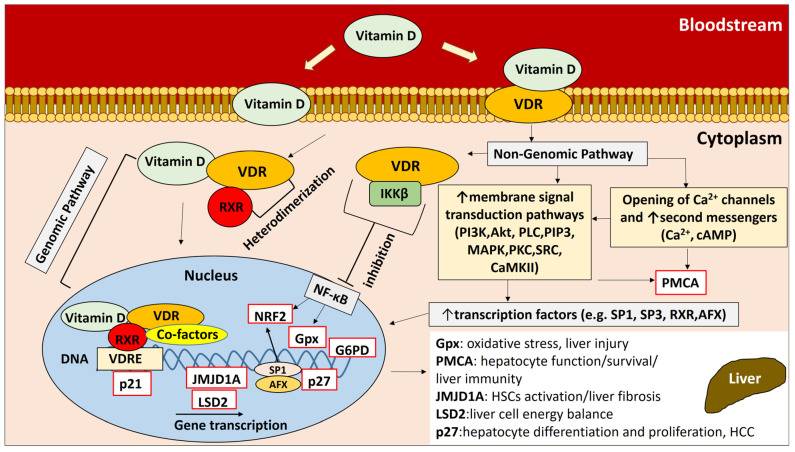 Bloodstream
Vitamin D
Vitamin D
Vitamin D
VDR
Cytoplasm
Genomic Pathway
Vitamin D
VDR
RXR
Heterodimerization
VDR
IKKβ
inhibition
Non-Genomic Pathway
↑membrane signal
transduction pathways
(PI3K,Akt, PLC,PIP3,
MAPK,PKC,SRC,
CaMKII)
Opening of Ca²⁺ channels
and ↑second messengers
(Ca²⁺, cAMP)
PMCA
↑transcription factors (e.g. SP1, SP3, RXR,AFX)
Nucleus
NF-κB
Vitamin D
VDR
RXR
Co-factors
NRF2
Gpx
G6PD
DNA
VDRE
p21
JMJD1A
LSD2
SP1
AFX
p27
Gene transcription
Gpx: oxidative stress, liver injury
PMCA: hepatocyte function/survival/
liver immunity
JMJD1A: HSCs activation/liver fibrosis
LSD2:liver cell energy balance
p27:hepatocyte differentiation and proliferation, HCC
Liver